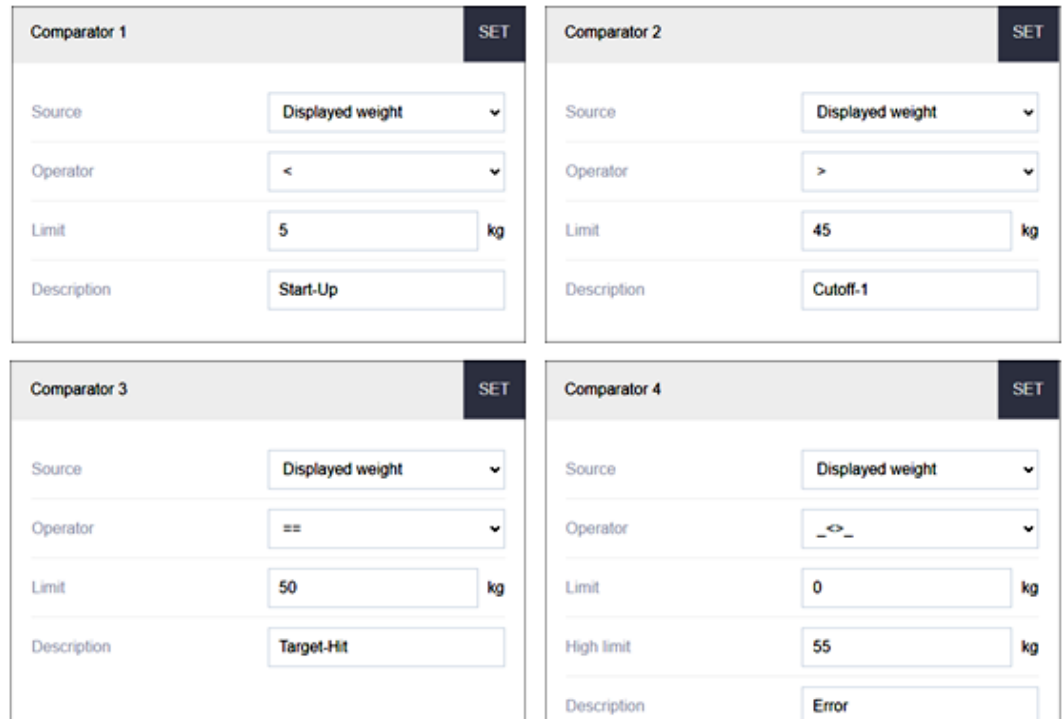 Comparator 1 SET
Source Displayed weight
Operator <
Limit 5 kg
Description Start-Up
Comparator 2 SET
Source Displayed weight
Operator >
Limit 45 kg
Description Cutoff-1
Comparator 3 SET
Source Displayed weight
Operator ==
Limit 50 kg
Description Target-Hit
Comparator 4 SET
Source Displayed weight
Operator _<>_
Limit 0 kg
High limit 55 kg
Description Error